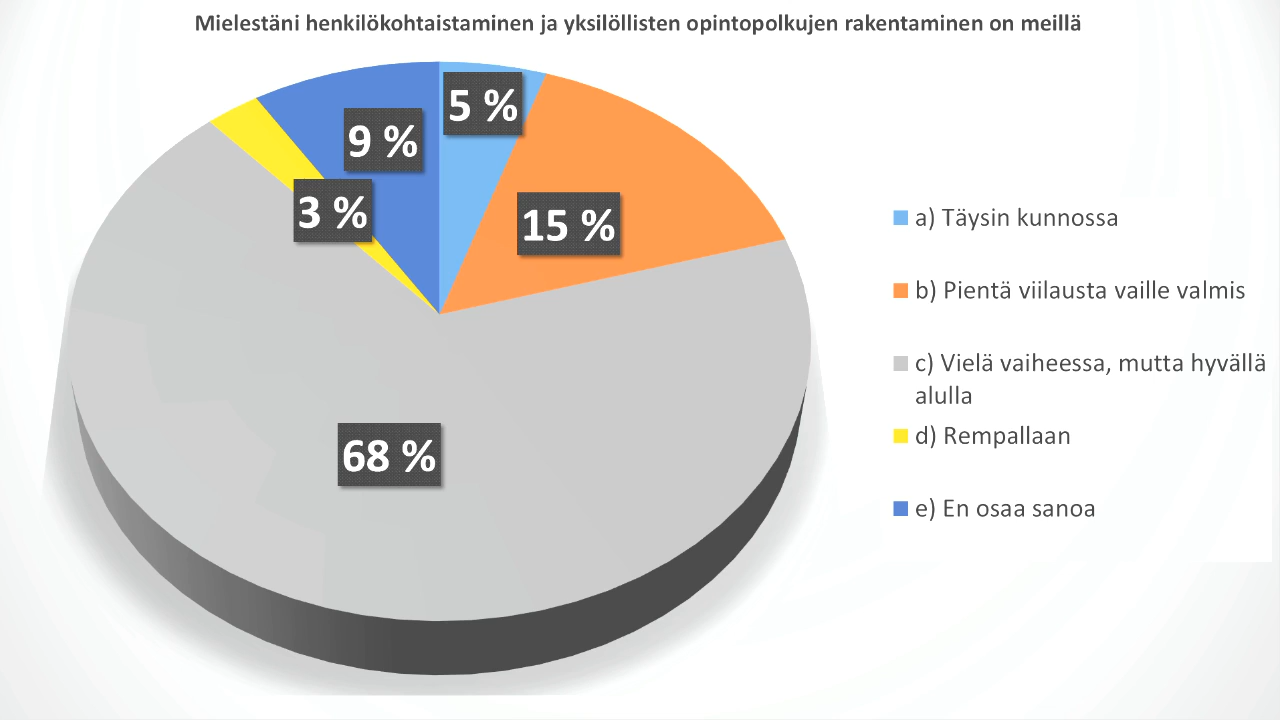 Mielestäni henkilökohtaistaminen ja yksilöllisten opintopolkujen rakentaminen on meillä
5 %
9 %
3 %
15 %
68 %
a) Täysin kunnossa
b) Pientä viilausta vaille valmis
c) Vielä vaiheessa, mutta hyvällä
alulla
d) Rempallaan
e) En osaa sanoa